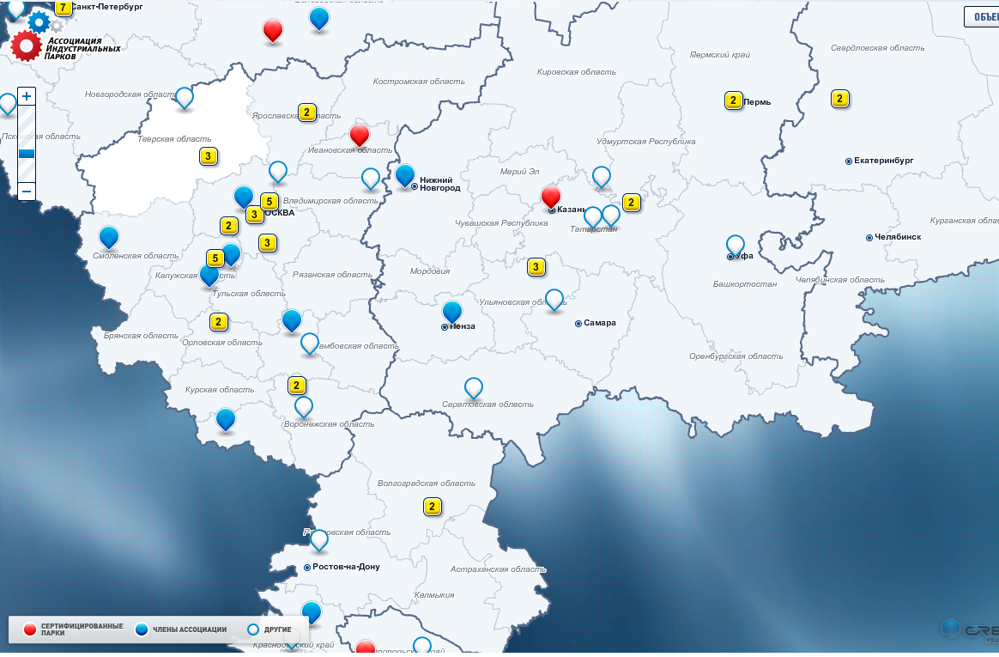 7
Санкт-Петербург
ОБЪЕ
АССОЦИАЦИЯ
ИНДУСТРИАЛЬНЫХ
ПАРКОВ
Свердловская область
Пермский край
Кировская область
Костромская область
Новгородская область
2
Пермь
2
Ярославская область
2
Псковская область
Тверская область
Удмуртская Республика
Ивановская область
3
Екатеринбург
Марий Эл
Нижний
Новгород
Владимирская область
5
2
3
ОСКВА
Казань
Чувашская Республика
Татарстан
Курганская обла
2
Челябинск
3
Смоленская область
5
Уфа
Калужская область
Рязанская область
Мордовия
3
Башкортостан
Челябинская область
Тульская область
Ульяновская область
2
Пенза
Самара
Брянская область
Орловская область
Тамбовская область
Оренбургская область
2
Курская область
Саратовская область
Воронежская область
Волгоградская область
2
Ростовская область
Ростов-на-Дону
Астраханская область
Калмыкия
СЕРТИФИЦИРОВАННЫЕ
ПАРКИ
ЧЛЕНЫ АССОЦИАЦИИ
ДРУГИЕ
Краснодарский край